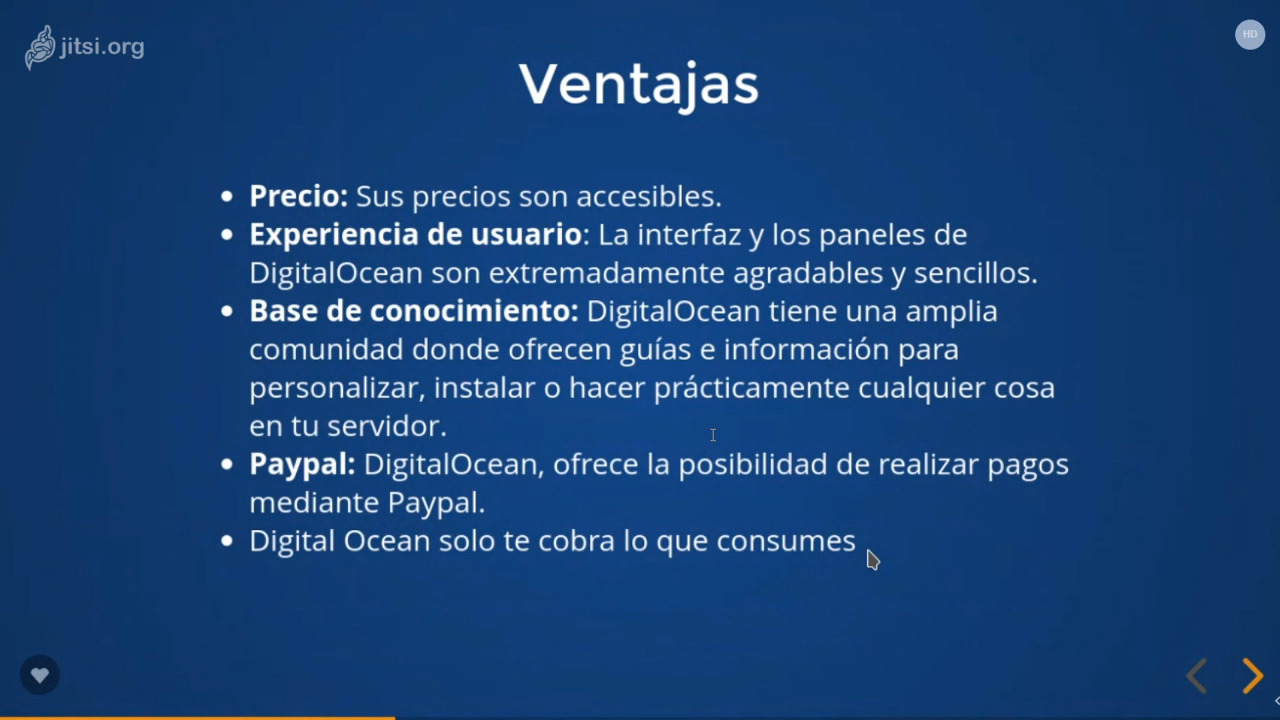 jitsi.org
HD
Ventajas
• Precio: Sus precios son accesibles.
• Experiencia de usuario: La interfaz y los paneles de
DigitalOcean son extremadamente agradables y sencillos.
• Base de conocimiento: DigitalOcean tiene una amplia
comunidad donde ofrecen guías e información para
personalizar, instalar o hacer prácticamente cualquier cosa
en tu servidor.
• Paypal: DigitalOcean, ofrece la posibilidad de realizar pagos
mediante Paypal.
• Digital Ocean solo te cobra lo que consumes